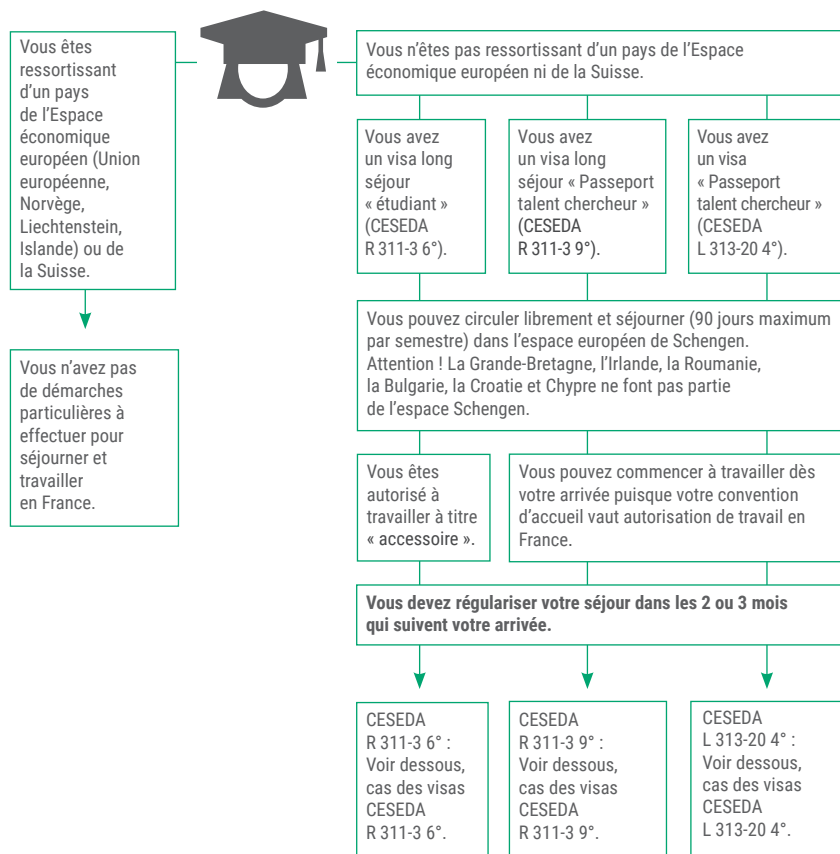 Vous êtes
ressortissant
d’un pays
de l’Espace
économique
européen (Union
européenne,
Norvège,
Liechtenstein,
Islande) ou de
la Suisse.
Vous n’avez pas
de démarches
particulières à
effectuer pour
séjourner et
travailler
en France.
Vous n’êtes pas ressortissant d’un pays de l’Espace
économique européen ni de la Suisse.
Vous avez
un visa long
séjour
« étudiant »
(CESEDA
R 311-3 6°).
Vous avez
un visa long
séjour « Passeport
talent chercheur »
(CESEDA
R 311-3 9°).
Vous avez
un visa
« Passeport
talent chercheur »
(CESEDA
L 313-20 4°).
Vous pouvez circuler librement et séjourner (90 jours maximum
par semestre) dans l’espace européen de Schengen.
Attention ! La Grande-Bretagne, l’Irlande, la Roumanie,
la Bulgarie, la Croatie et Chypre ne font pas partie
de l’espace Schengen.
Vous êtes
autorisé à
travailler à titre
« accessoire ».
Vous pouvez commencer à travailler dès
votre arrivée puisque votre convention
d’accueil vaut autorisation de travail en
France.
Vous devez régulariser votre séjour dans les 2 ou 3 mois
qui suivent votre arrivée.
CESEDA
R 311-3 6° :
Voir dessous,
cas des visas
CESEDA
R 311-3 6°.
CESEDA
R 311-3 9° :
Voir dessous,
cas des visas
CESEDA
R 311-3 9°.
CESEDA
L 313-20 4° :
Voir dessous,
cas des visas
CESEDA
L 313-20 4°.